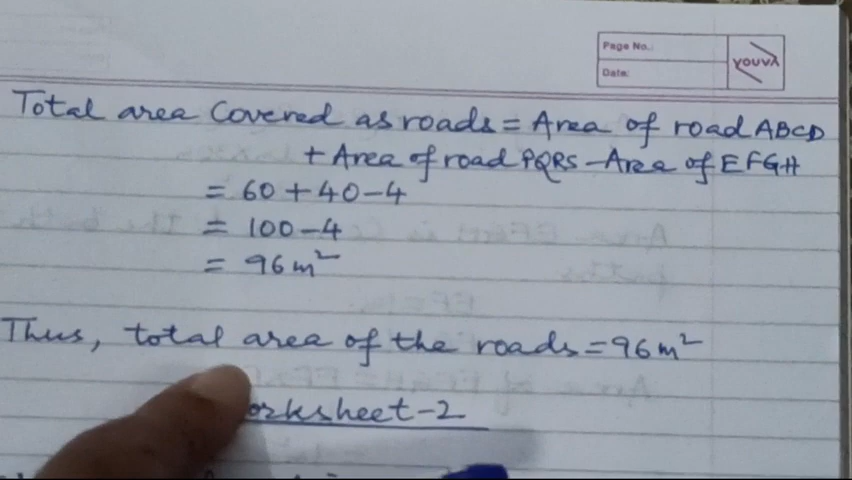 Page No.:
YOUVA
Date:
Total area Covered as roads = Area of road ABCD
+ Area of road PQRS - Area of EFGH
= 60 + 40 - 4
= 100 - 4
= 96 m²
Thus, total area of the roads = 96 m²
orksheet-2